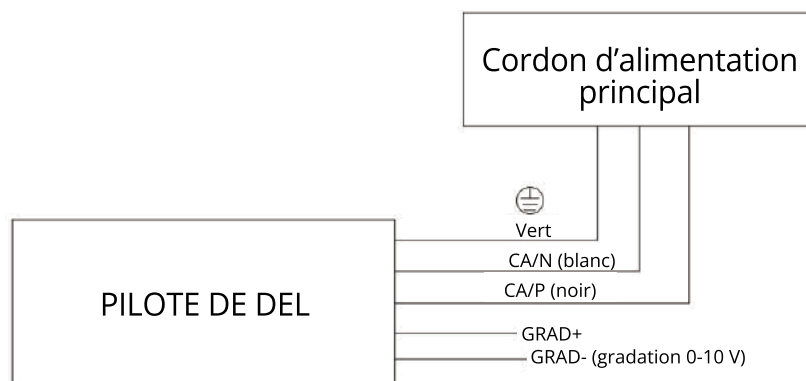 Cordon d’alimentation
principal
Vert
CA/N (blanc)
CA/P (noir)
PILOTE DE DEL
GRAD+
GRAD- (gradation 0-10 V)